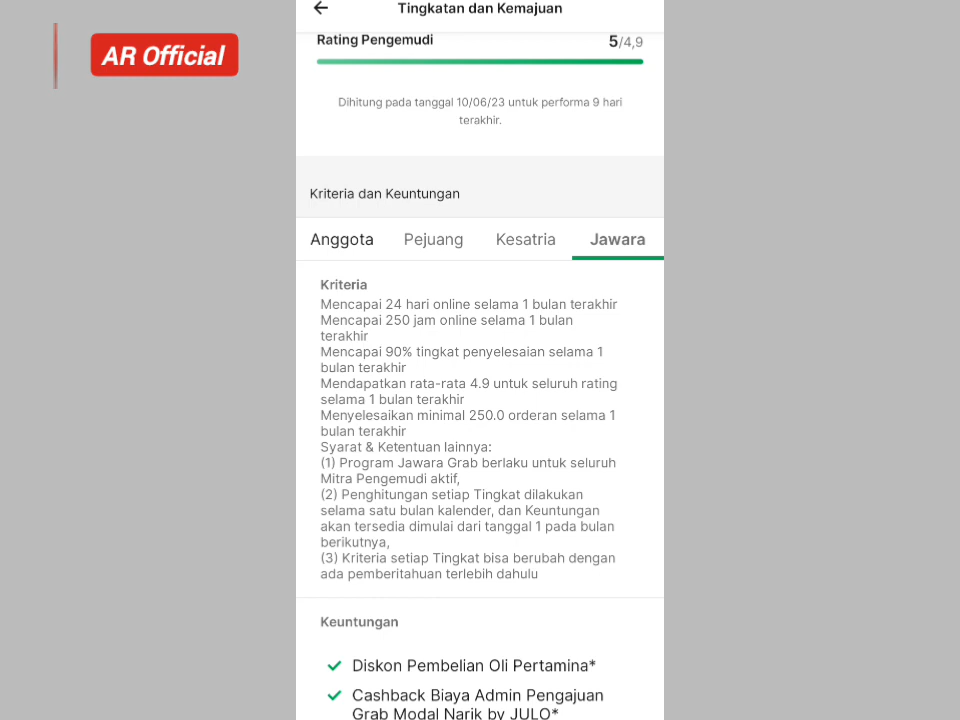 AR Official
Tingkatan dan Kemajuan
Rating Pengemudi 5/4,9
Dihitung pada tanggal 10/06/23 untuk performa 9 hari
terakhir.
Kriteria dan Keuntungan
Anggota Pejuang Kesatria Jawara
Kriteria
Mencapai 24 hari online selama 1 bulan terakhir
Mencapai 250 jam online selama 1 bulan
terakhir
Mencapai 90% tingkat penyelesaian selama 1
bulan terakhir
Mendapatkan rata-rata 4.9 untuk seluruh rating
selama 1 bulan terakhir
Menyelesaikan minimal 250.0 orderan selama 1
bulan terakhir
Syarat & Ketentuan lainnya:
(1) Program Jawara Grab berlaku untuk seluruh
Mitra Pengemudi aktif,
(2) Penghitungan setiap Tingkat dilakukan
selama satu bulan kalender, dan Keuntungan
akan tersedia dimulai dari tanggal 1 pada bulan
berikutnya,
(3) Kriteria setiap Tingkat bisa berubah dengan
ada pemberitahuan terlebih dahulu
Keuntungan
Diskon Pembelian Oli Pertamina*
Cashback Biaya Admin Pengajuan
Grab Modal Narik by JULO*